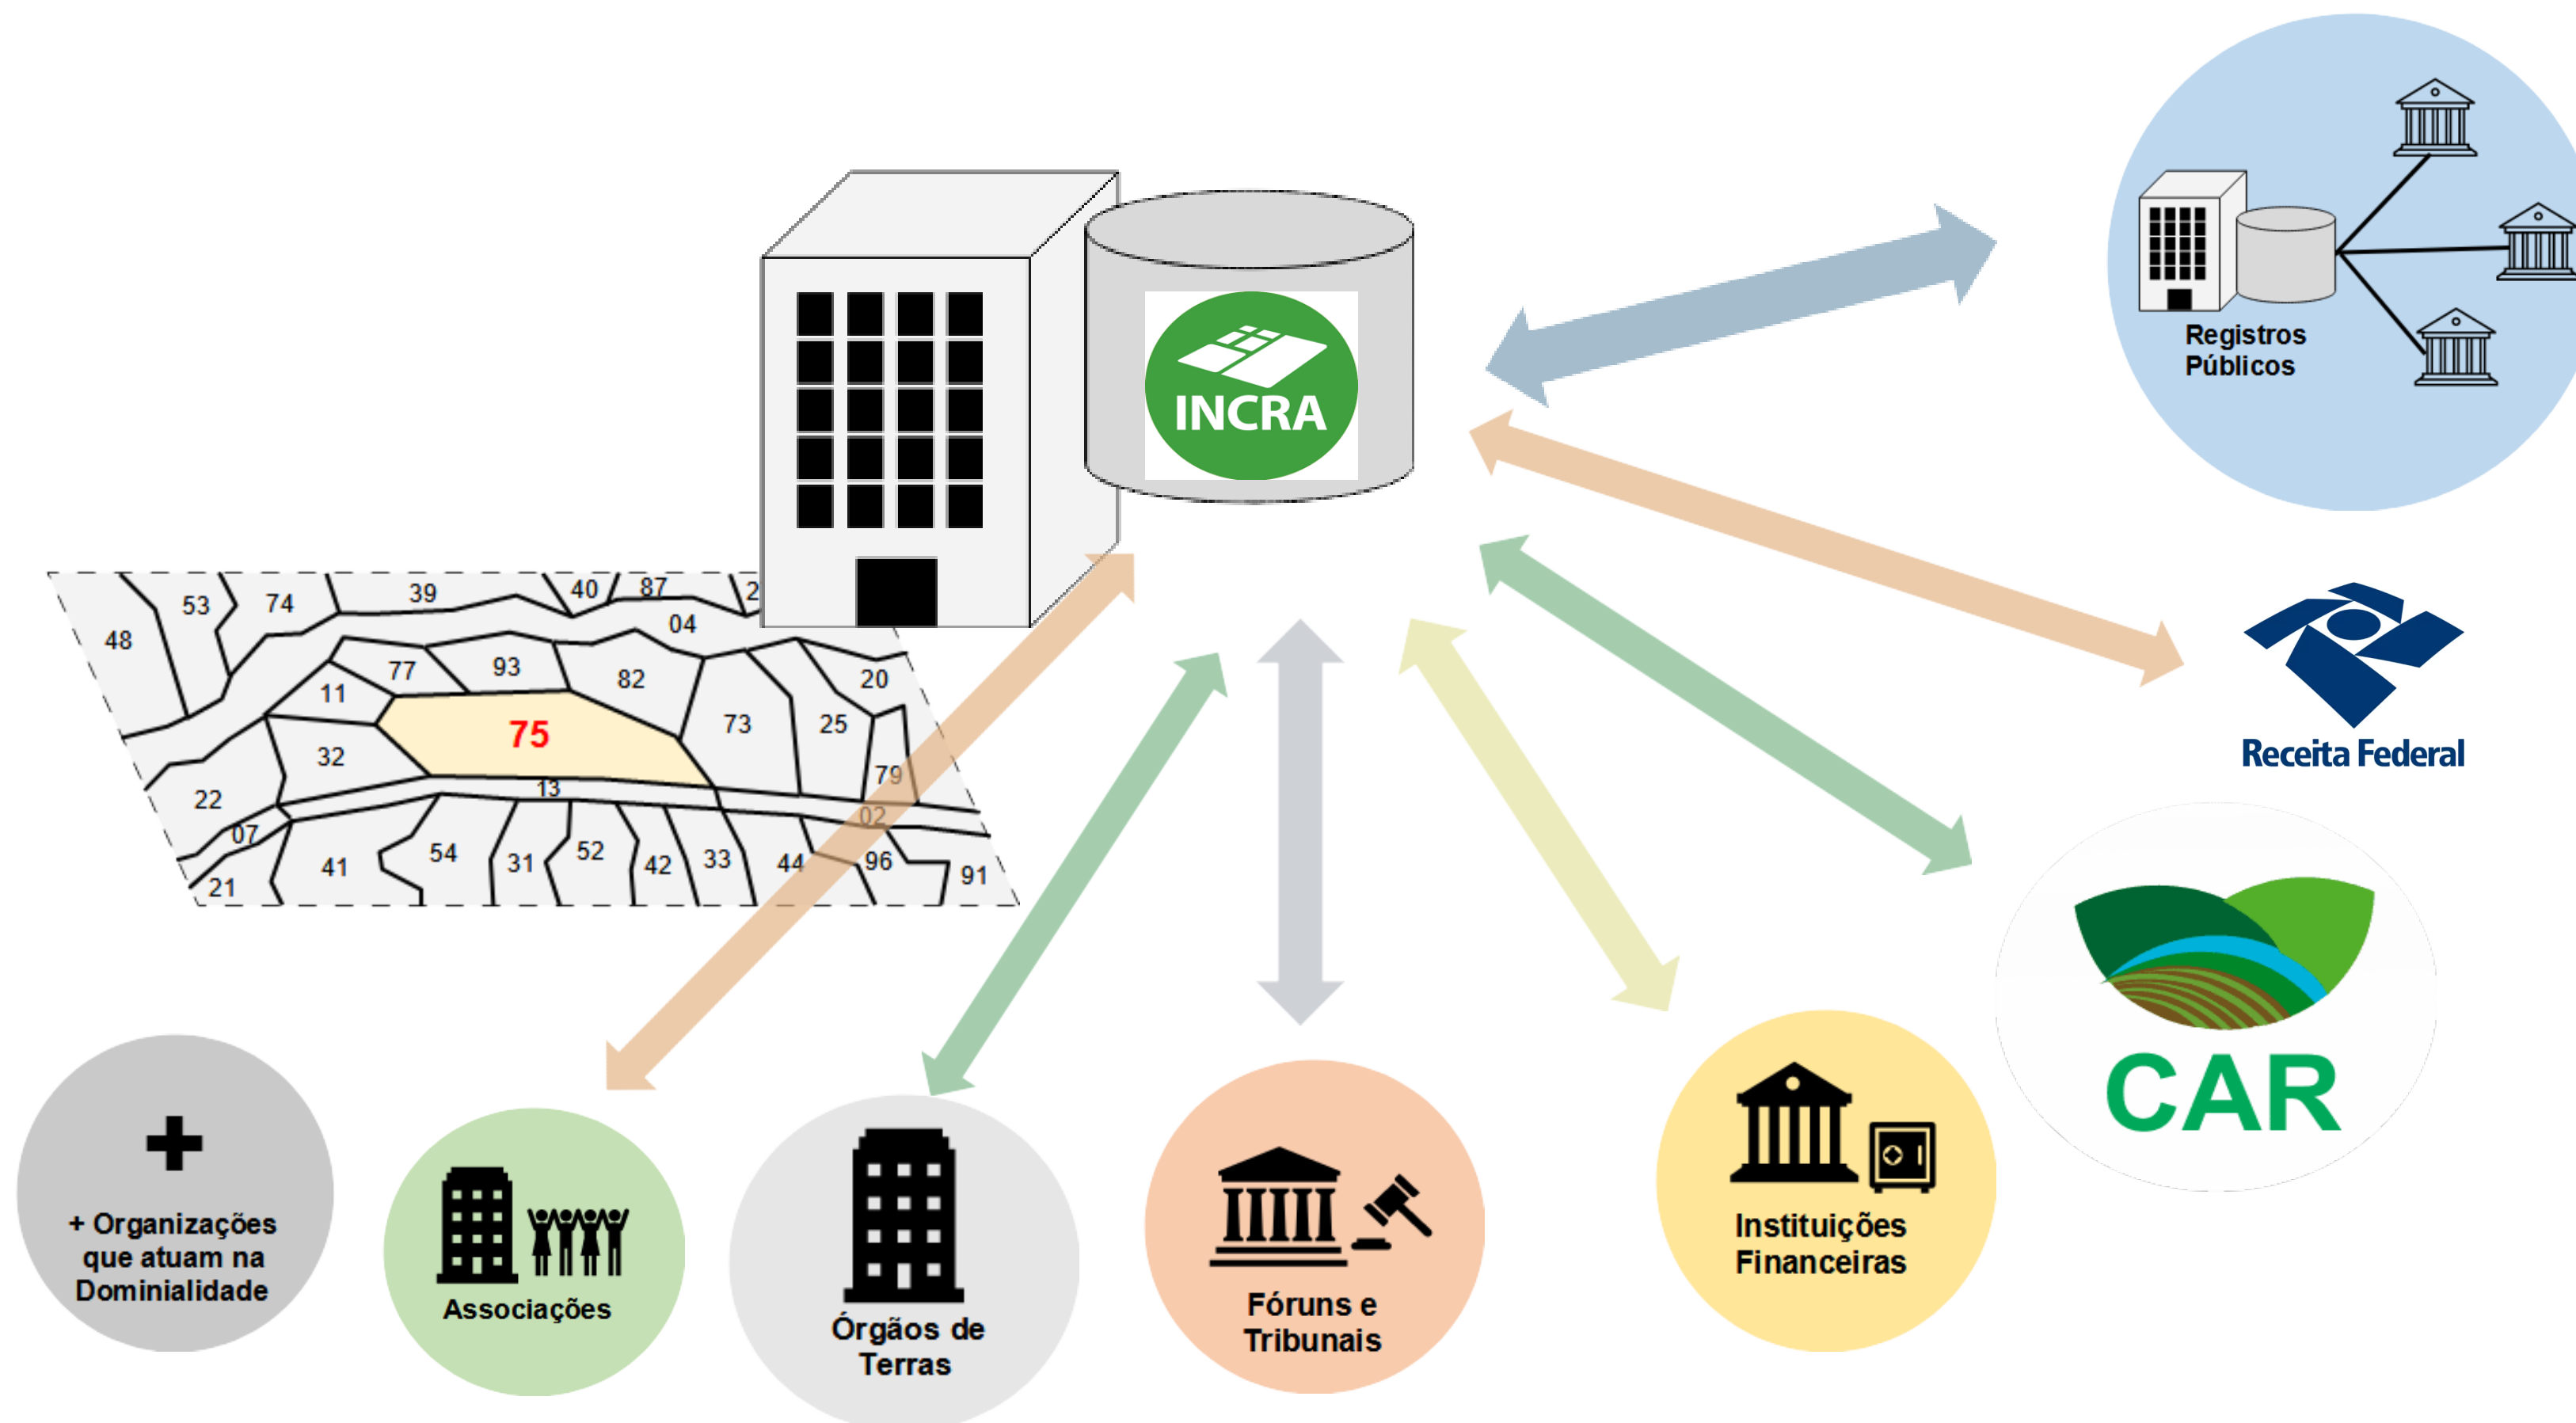 INCRA
Registros
Públicos
Receita Federal
CAR
Instituições
Financeiras
Fóruns e
Tribunais
Órgãos de
Terras
Associações
+ Organizações
que atuam na
Dominialidade
48
53
74
39
40
87
2
04
77
93
82
11
20
75
73
25
32
79
13
22
02
07
41
54
31
52
42
33
44
96
91
21